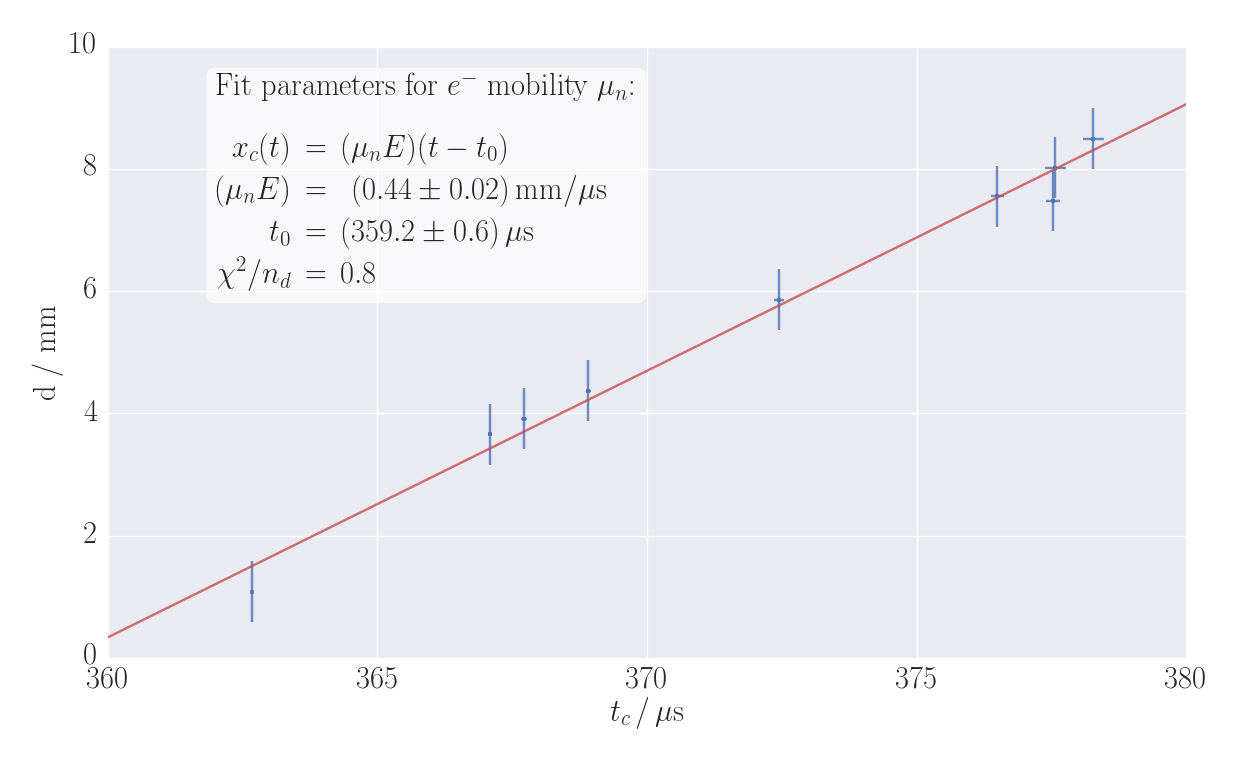 10
8
6
4
2
0
d / mm
Fit parameters for e⁻ mobility μₙ:
x_c(t) = (μₙE)(t − t₀)
(μₙE) = (0.44 ± 0.02) mm/μs
t₀ = (359.2 ± 0.6) μs
χ²/n_d = 0.8
360 365 370 375 380
t_c / μs